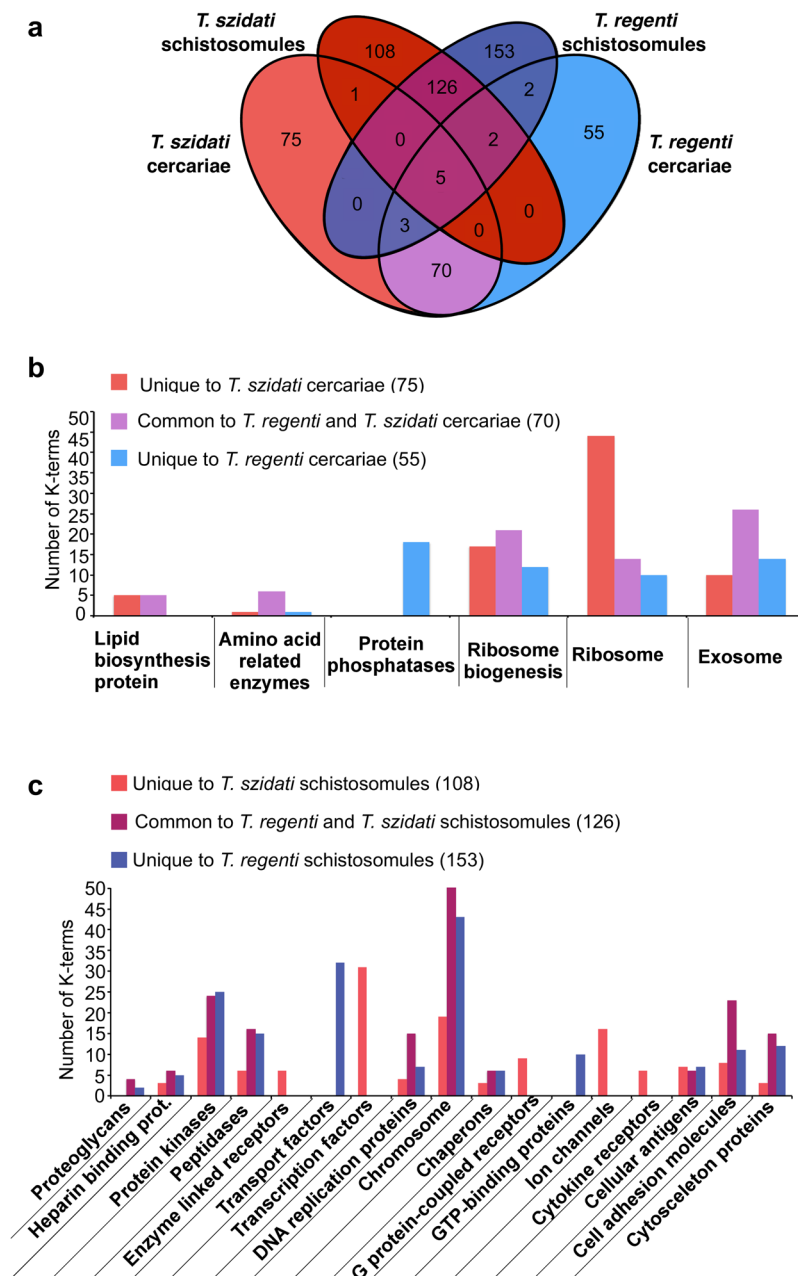 a
T. szidati
schistosomules
T. regenti
schistosomules
T. szidati
cercariae
T. regenti
cercariae
108
153
1
126
2
75
0
2
55
5
0
3
0
0
70
b
Unique to T. szidati cercariae (75)
Common to T. regenti and T. szidati cercariae (70)
Unique to T. regenti cercariae (55)
Number of K-terms
50
45
40
35
30
25
20
15
10
5
0
Lipid
biosynthesis
protein
Amino acid
related
enzymes
Protein
phosphatases
Ribosome
biogenesis
Ribosome
Exosome
c
Unique to T. szidati schistosomules (108)
Common to T. regenti and T. szidati schistosomules (126)
Unique to T. regenti schistosomules (153)
Number of K-terms
50
45
40
35
30
25
20
15
10
5
0
Proteoglycans
Heparin binding prot.
Protein kinases
Peptidases
Enzyme linked receptors
Transport factors
Transcription factors
DNA replication proteins
Chromosome
Chaperons
G protein-coupled receptors
GTP-binding proteins
Ion channels
Cytokine receptors
Cellular antigens
Cell adhesion molecules
Cytosceleton proteins